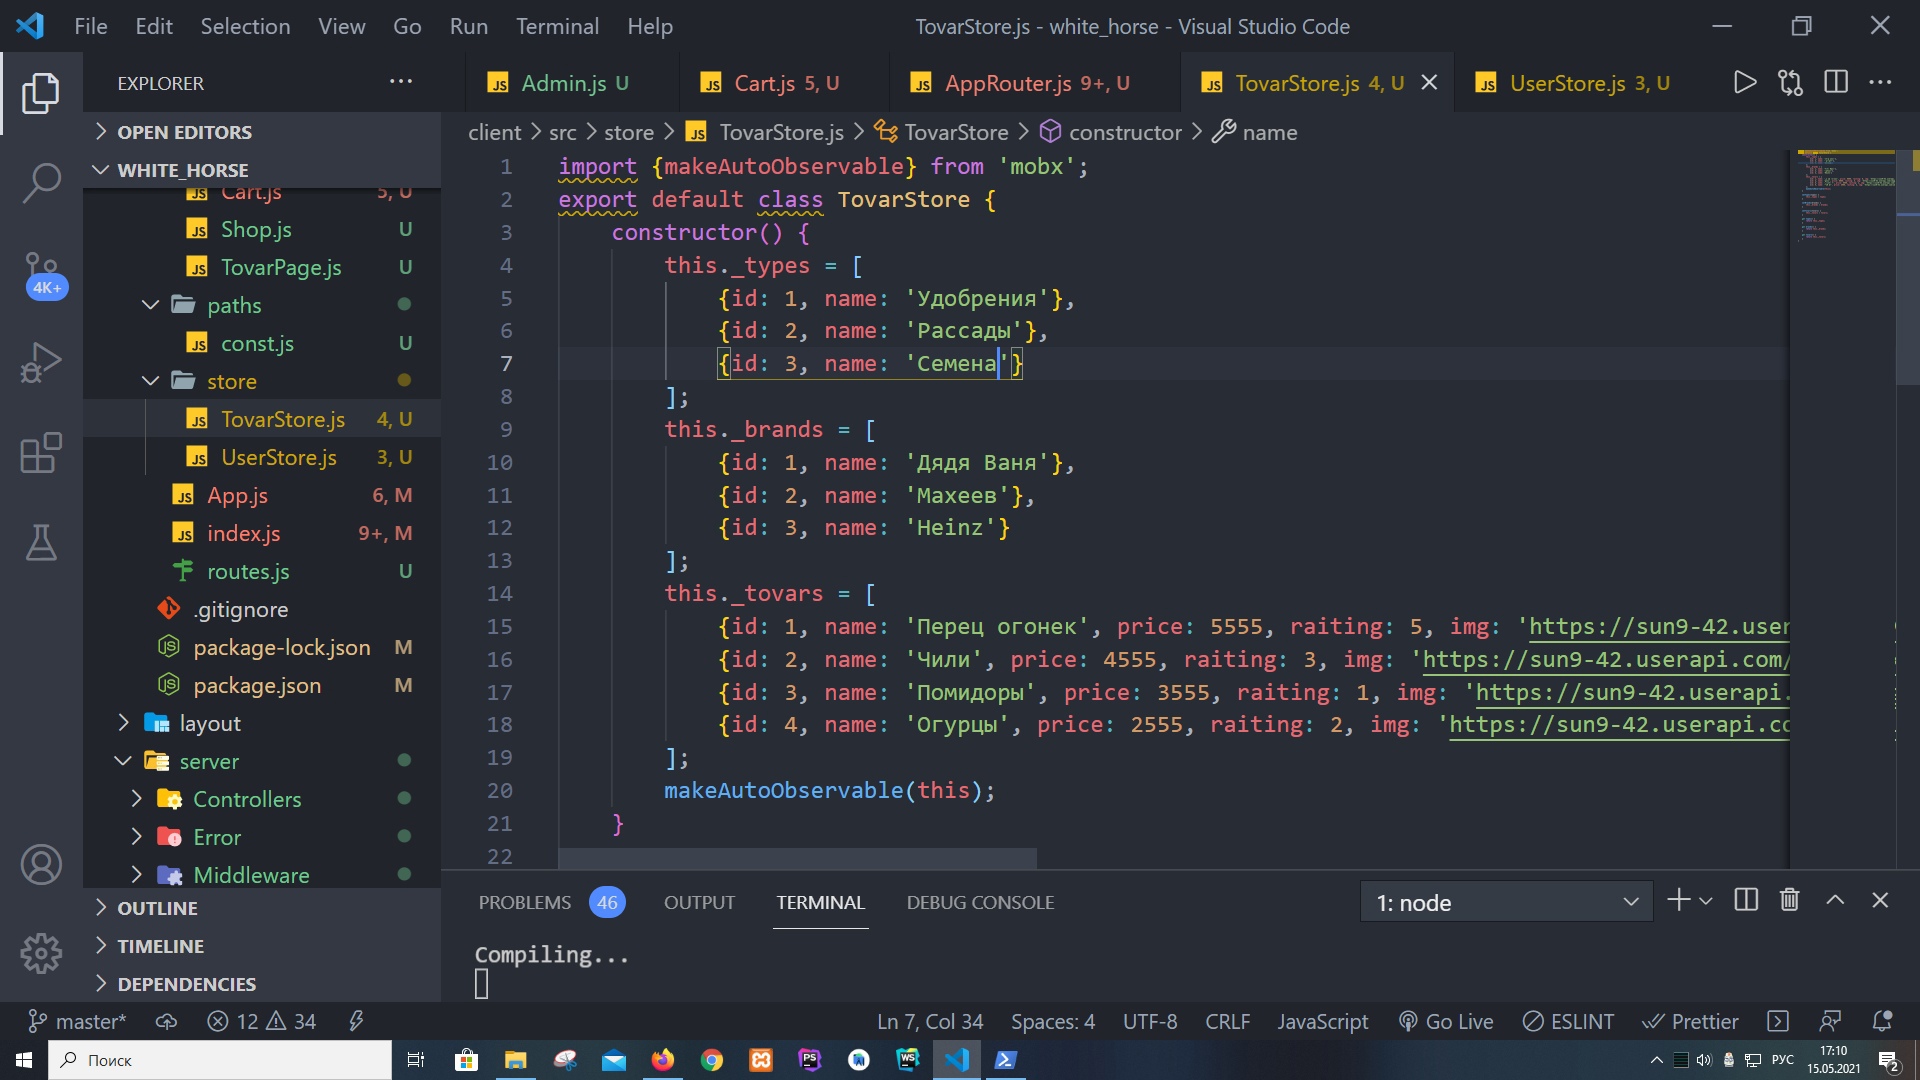 File Edit Selection View Go Run Terminal Help
TovarStore.js - white_horse - Visual Studio Code
EXPLORER
Admin.js U
Cart.js 5, U
AppRouter.js 9+, U
TovarStore.js 4, U
UserStore.js 3, U
client > src > store > TovarStore.js > TovarStore > constructor > name
OPEN EDITORS
WHITE_HORSE
Cart.js 5, U
Shop.js U
TovarPage.js U
paths
const.js U
store
TovarStore.js 4, U
UserStore.js 3, U
App.js 6, M
index.js 9+, M
routes.js U
.gitignore
package-lock.json M
package.json M
layout
server
Controllers
Error
Middleware
OUTLINE
TIMELINE
DEPENDENCIES
4K+
1 import {makeAutoObservable} from 'mobx';
2 export default class TovarStore {
3 constructor() {
4 this._types = [
5 {id: 1, name: 'Удобрения'},
6 {id: 2, name: 'Рассады'},
7 {id: 3, name: 'Семена'}
8 ];
9 this._brands = [
10 {id: 1, name: 'Дядя Ваня'},
11 {id: 2, name: 'Махеев'},
12 {id: 3, name: 'Heinz'}
13 ];
14 this._tovars = [
15 {id: 1, name: 'Перец огонек', price: 5555, raiting: 5, img: 'https://sun9-42.user
16 {id: 2, name: 'Чили', price: 4555, raiting: 3, img: 'https://sun9-42.userapi.com/
17 {id: 3, name: 'Помидоры', price: 3555, raiting: 1, img: 'https://sun9-42.userapi.
18 {id: 4, name: 'Огурцы', price: 2555, raiting: 2, img: 'https://sun9-42.userapi.co
19 ];
20 makeAutoObservable(this);
21 }
22
PROBLEMS 46 OUTPUT TERMINAL DEBUG CONSOLE
1: node
Compiling...
master* 12 34
Ln 7, Col 34 Spaces: 4 UTF-8 CRLF JavaScript Go Live ESLINT Prettier
Поиск
РУС
17:10
15.05.2021
2